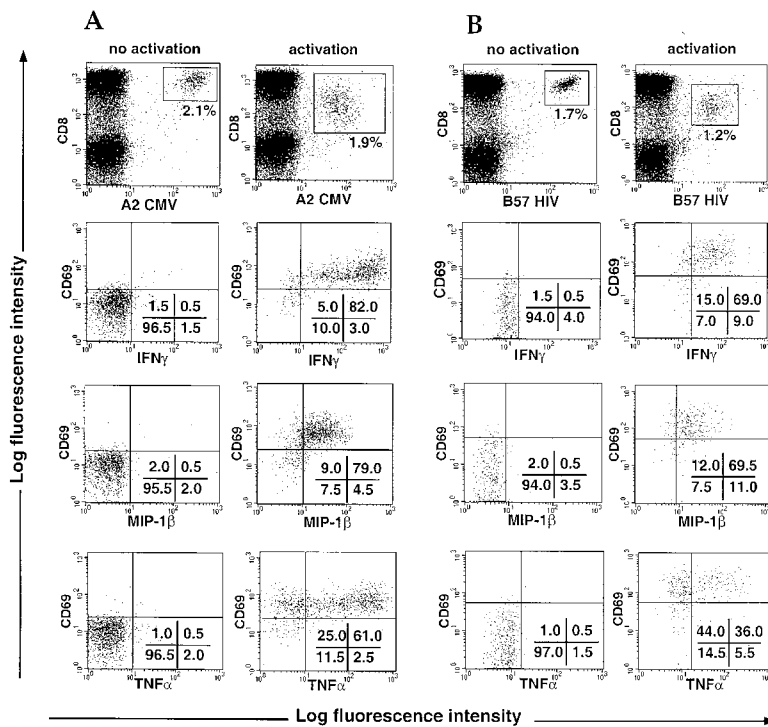 A
B
no activation
activation
no activation
activation
CD8
2.1%
A2 CMV
CD8
1.9%
A2 CMV
CD8
1.7%
B57 HIV
CD8
1.2%
B57 HIV
CD69
1.5 0.5
96.5 1.5
IFNγ
CD69
5.0 82.0
10.0 3.0
IFNγ
CD69
1.5 0.5
94.0 4.0
IFNγ
CD69
15.0 69.0
7.0 9.0
IFNγ
CD69
2.0 0.5
95.5 2.0
MIP-1β
CD69
9.0 79.0
7.5 4.5
MIP-1β
CD69
2.0 0.5
94.0 3.5
MIP-1β
CD69
12.0 69.5
7.5 11.0
MIP-1β
CD69
1.0 0.5
96.5 2.0
TNFα
CD69
25.0 61.0
11.5 2.5
TNFα
CD69
1.0 0.5
97.0 1.5
TNFα
CD69
44.0 36.0
14.5 5.5
TNFα
Log fluorescence intensity
Log fluorescence intensity